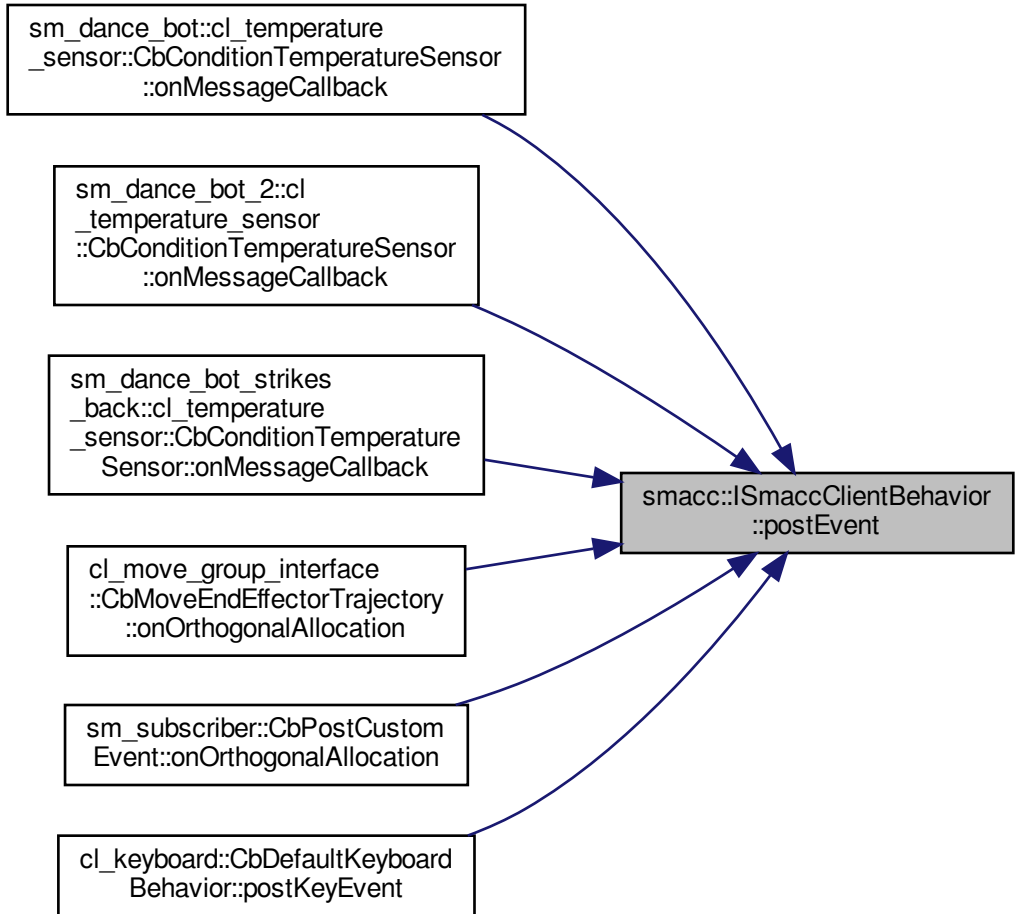 sm_dance_bot::cl_temperature
_sensor::CbConditionTemperatureSensor
::onMessageCallback
sm_dance_bot_2::cl
_temperature_sensor
::CbConditionTemperatureSensor
::onMessageCallback
sm_dance_bot_strikes
_back::cl_temperature
_sensor::CbConditionTemperature
Sensor::onMessageCallback
smacc::ISmaccClientBehavior
::postEvent
cl_move_group_interface
::CbMoveEndEffectorTrajectory
::onOrthogonalAllocation
sm_subscriber::CbPostCustom
Event::onOrthogonalAllocation
cl_keyboard::CbDefaultKeyboard
Behavior::postKeyEvent